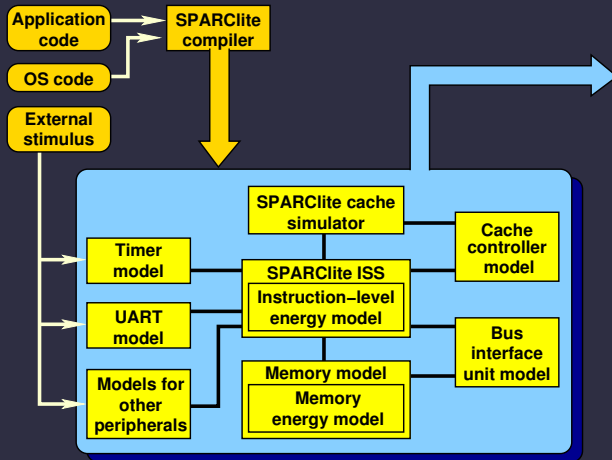 Application
code
SPARClite
compiler
OS code
External
stimulus
SPARClite cache
simulator
Cache
controller
model
Timer
model
SPARClite ISS
Instruction−level
energy model
UART
model
Bus
interface
unit model
Models for
other
peripherals
Memory model
Memory
energy model